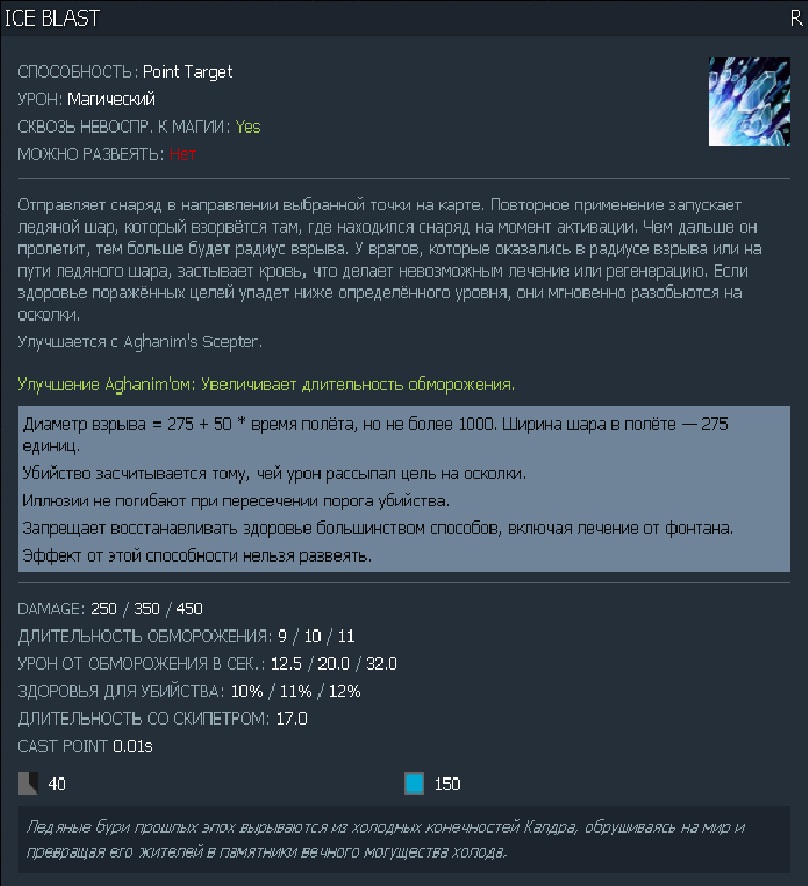 ICE BLAST R
СПОСОБНОСТЬ: Point Target
УРОН: Магический
СКВОЗЬ НЕВОСПР. К МАГИИ: Yes
МОЖНО РАЗВЕЯТЬ: Нет
Отправляет снаряд в направлении выбранной точки на карте. Повторное применение запускает
ледяной шар, который взорвётся там, где находился снаряд на момент активации. Чем дальше он
пролетит, тем больше будет радиус взрыва. У врагов, которые оказались в радиусе взрыва или на
пути ледяного шара, застывает кровь, что делает невозможным лечение или регенерацию. Если
здоровье поражённых целей упадет ниже определённого уровня, они мгновенно разобьются на
осколки.
Улучшается с Aghanim's Scepter.
Улучшение Aghanim'ом: Увеличивает длительность обморожения.
Диаметр взрыва = 275 + 50 * время полёта, но не более 1000. Ширина шара в полёте — 275
единиц.
Убийство засчитывается тому, чей урон рассыпал цель на осколки.
Иллюзии не погибают при пересечении порога убийства.
Запрещает восстанавливать здоровье большинством способов, включая лечение от фонтана.
Эффект от этой способности нельзя развеять.
DAMAGE: 250 / 350 / 450
ДЛИТЕЛЬНОСТЬ ОБМОРОЖЕНИЯ: 9 / 10 / 11
УРОН ОТ ОБМОРОЖЕНИЯ В СЕК.: 12.5 / 20.0 / 32.0
ЗДОРОВЬЯ ДЛЯ УБИЙСТВА: 10% / 11% / 12%
ДЛИТЕЛЬНОСТЬ СО СКИПЕТРОМ: 17.0
CAST POINT 0.01s
40 150
Ледяные бури прошлых эпох вырываются из холодных конечностей Калдра, обрушиваясь на мир и
превращая его жителей в памятники вечного могущества холода.